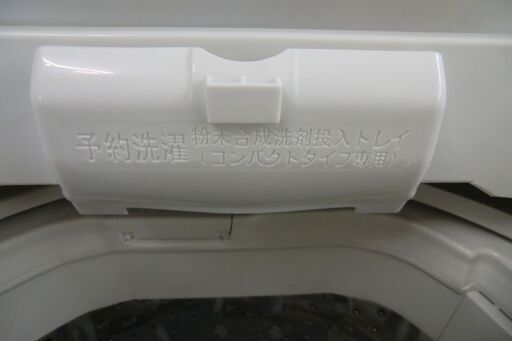 予約洗濯
粉末合成洗剤投入トレイ
(コンパクトタイプ専用)